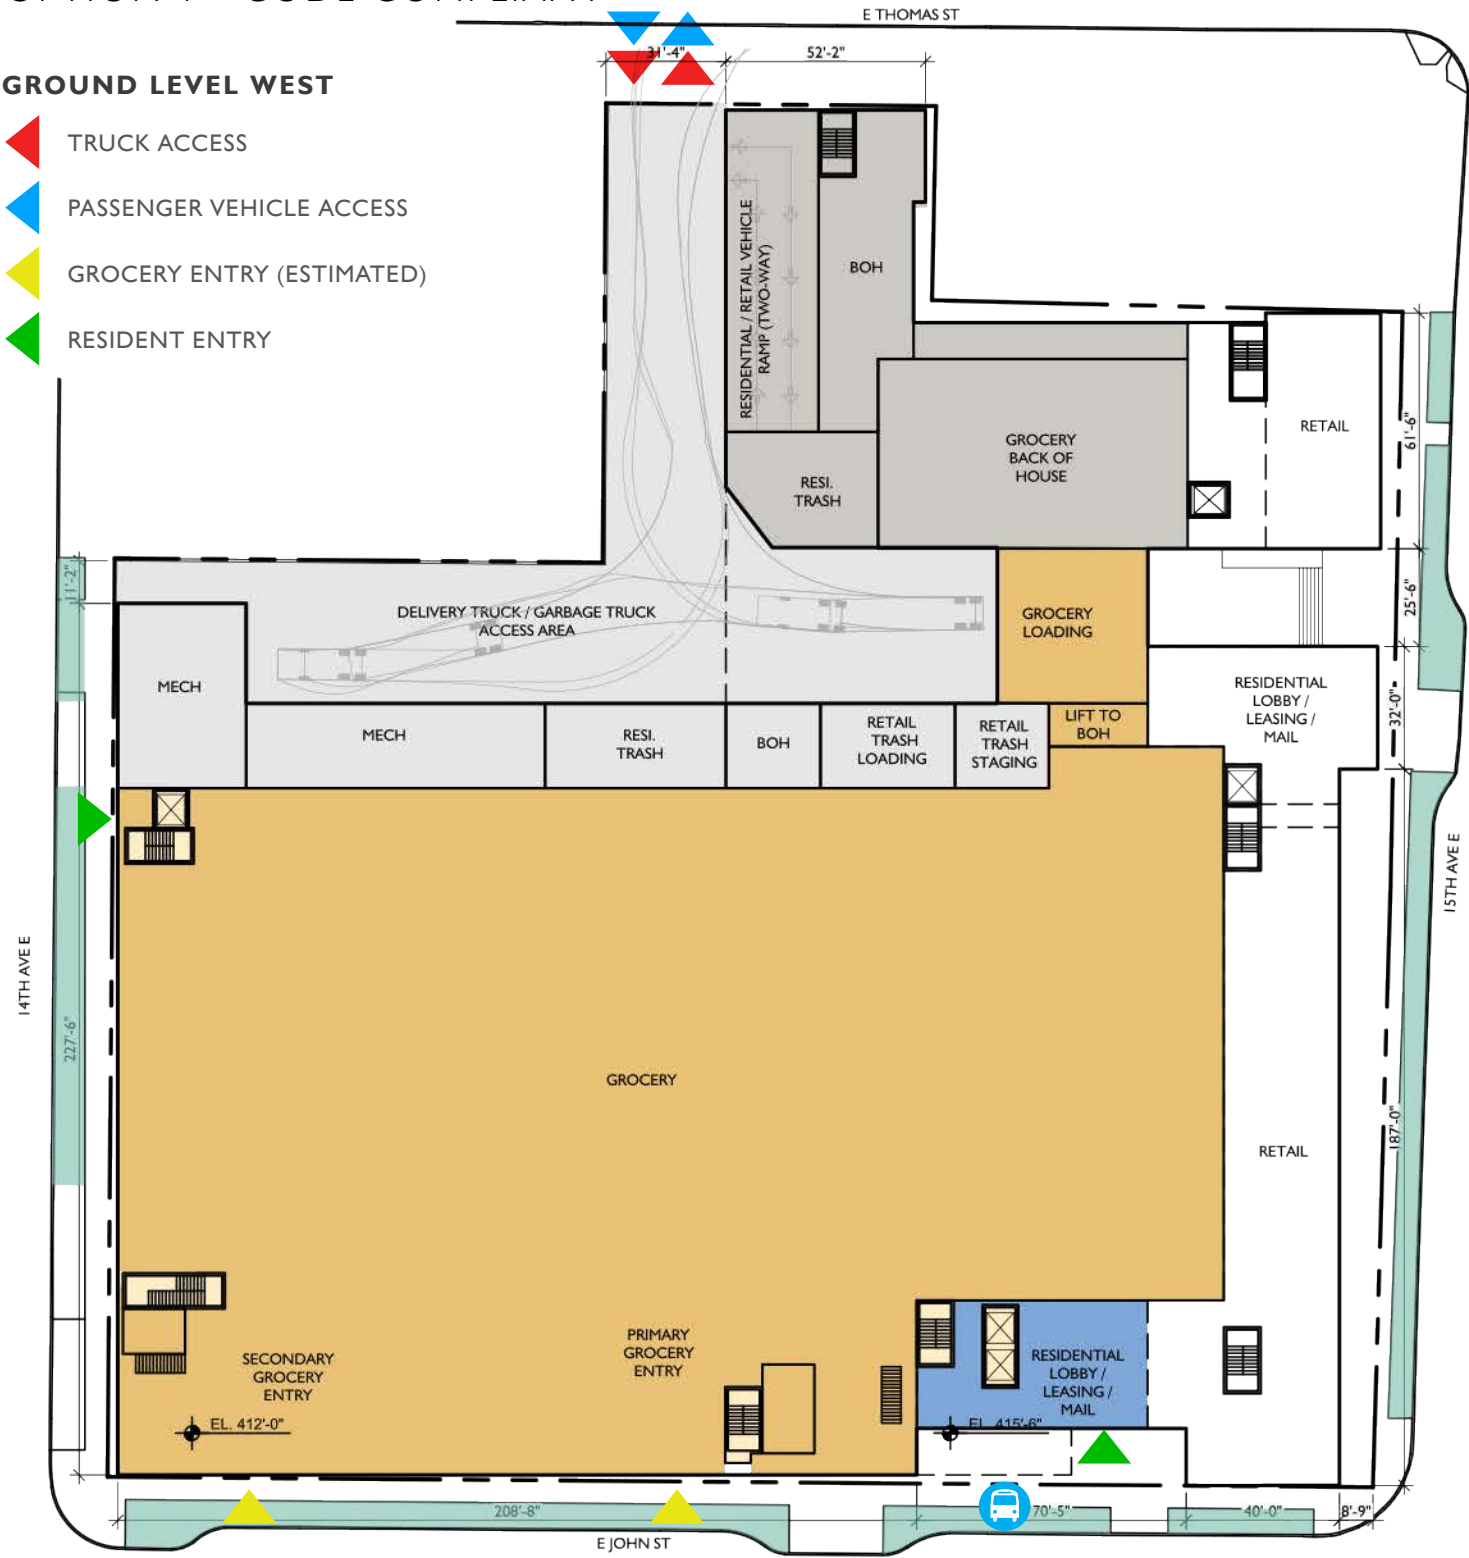 E THOMAS ST
31'-4"
52'-2"
GROUND LEVEL WEST
TRUCK ACCESS
PASSENGER VEHICLE ACCESS
GROCERY ENTRY (ESTIMATED)
RESIDENT ENTRY
RESIDENTIAL / RETAIL VEHICLE
RAMP (TWO-WAY)
BOH
RETAIL
61'-6"
GROCERY
BACK OF
HOUSE
RESI.
TRASH
11'-2"
DELIVERY TRUCK / GARBAGE TRUCK
ACCESS AREA
GROCERY
LOADING
25'-6"
MECH
RESIDENTIAL
LOBBY /
LEASING /
MAIL
32'-0"
MECH
RESI.
TRASH
BOH
RETAIL
TRASH
LOADING
RETAIL
TRASH
STAGING
LIFT TO
BOH
14TH AVE E
15TH AVE E
227'-6"
GROCERY
RETAIL
187'-0"
SECONDARY
GROCERY
ENTRY
PRIMARY
GROCERY
ENTRY
RESIDENTIAL
LOBBY /
LEASING /
MAIL
EL. 412'-0"
EL. 415'-6"
208'-8"
70'-5"
40'-0"
8'-9"
E JOHN ST